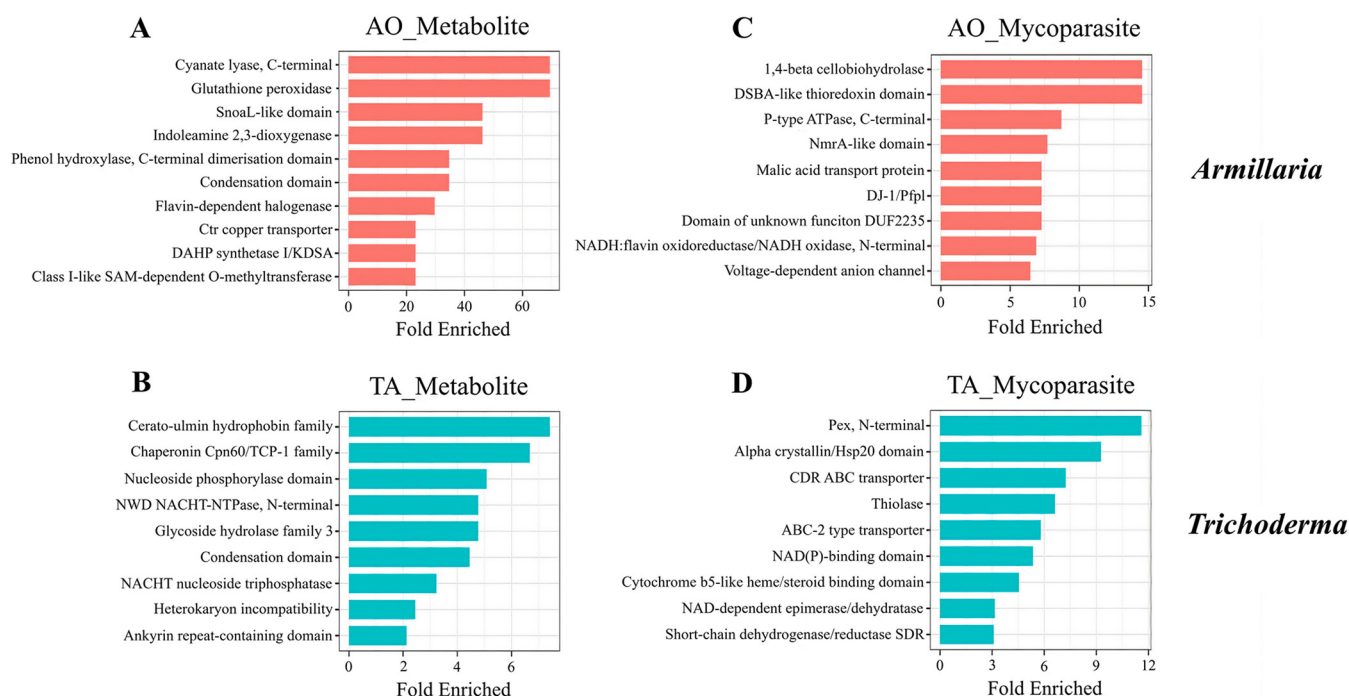 A
AO_Metabolite
Cyanate lyase, C-terminal
Glutathione peroxidase
SnoaL-like domain
Indoleamine 2,3-dioxygenase
Phenol hydroxylase, C-terminal dimerisation domain
Condensation domain
Flavin-dependent halogenase
Ctr copper transporter
DAHP synthetase I/KDSA
Class I-like SAM-dependent O-methyltransferase
0 20 40 60
Fold Enriched
C
AO_Mycoparasite
1,4-beta cellobiohydrolase
DSBA-like thioredoxin domain
P-type ATPase, C-terminal
NmrA-like domain
Malic acid transport protein
DJ-1/Pfpl
Domain of unknown funciton DUF2235
NADH:flavin oxidoreductase/NADH oxidase, N-terminal
Voltage-dependent anion channel
0 5 10 15
Fold Enriched
Armillaria
B
TA_Metabolite
Cerato-ulmin hydrophobin family
Chaperonin Cpn60/TCP-1 family
Nucleoside phosphorylase domain
NWD NACHT-NTPase, N-terminal
Glycoside hydrolase family 3
Condensation domain
NACHT nucleoside triphosphatase
Heterokaryon incompatibility
Ankyrin repeat-containing domain
0 2 4 6
Fold Enriched
D
TA_Mycoparasite
Pex, N-terminal
Alpha crystallin/Hsp20 domain
CDR ABC transporter
Thiolase
ABC-2 type transporter
NAD(P)-binding domain
Cytochrome b5-like heme/steroid binding domain
NAD-dependent epimerase/dehydratase
Short-chain dehydrogenase/reductase SDR
0 3 6 9 12
Fold Enriched
Trichoderma